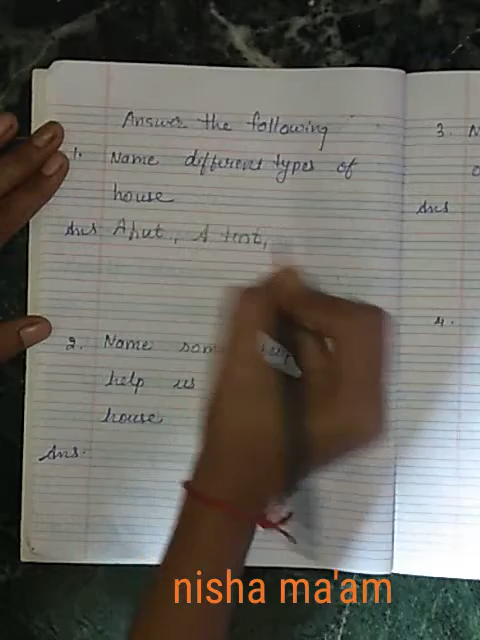 Answer the following
1. Name different types of
house
Ans A hut, A tent,
2. Name some
help us
house
Ans.
3.
Ans
4.
nisha ma'am